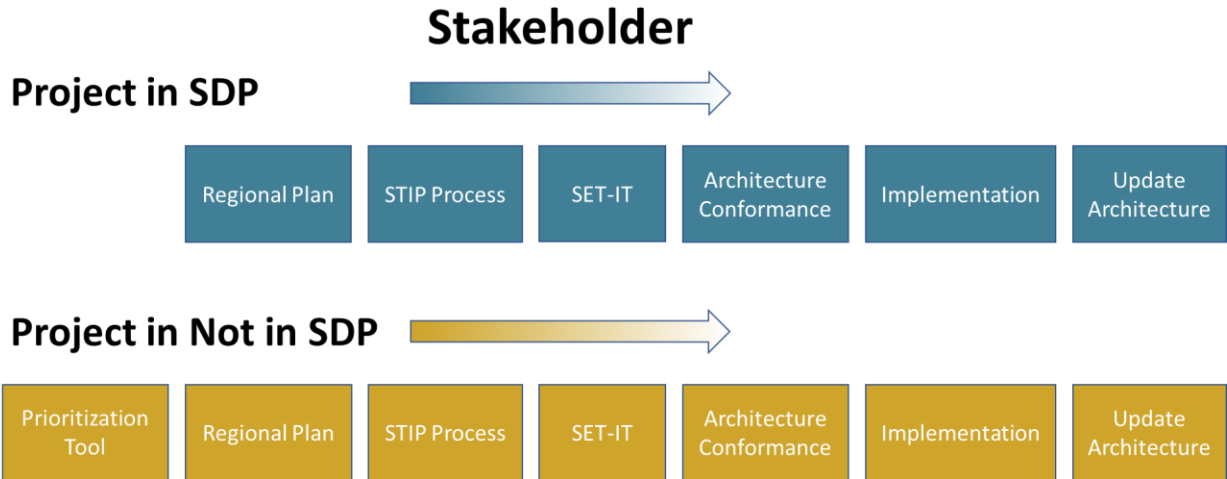 Stakeholder
Project in SDP
Regional Plan
STIP Process
SET-IT
Architecture
Conformance
Implementation
Update
Architecture
Project in Not in SDP
Prioritization
Tool
Regional Plan
STIP Process
SET-IT
Architecture
Conformance
Implementation
Update
Architecture